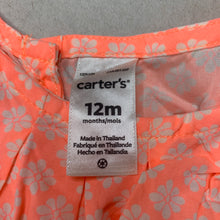 carter's
12m
months/mois
Made in Thailand
Fabriqué en Thaïlande
Hecho en Tailandia